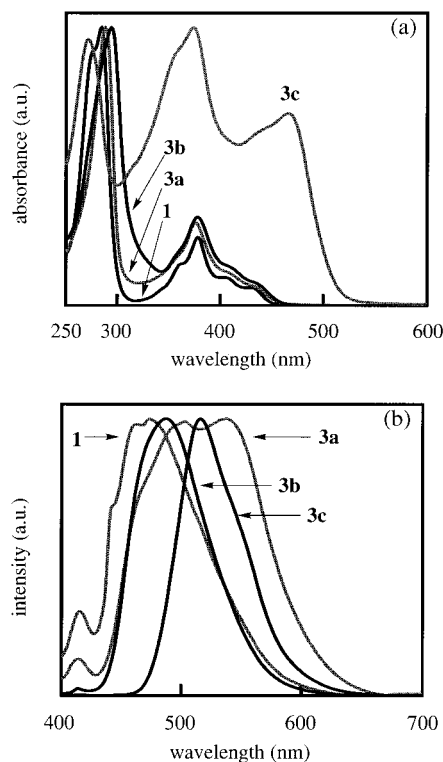 (a)
absorbance (a.u.)
3c
3b
3a
1
250 300 400 500 600
wavelength (nm)
(b)
intensity (a.u.)
1
3a
3b
3c
400 500 600 700
wavelength (nm)